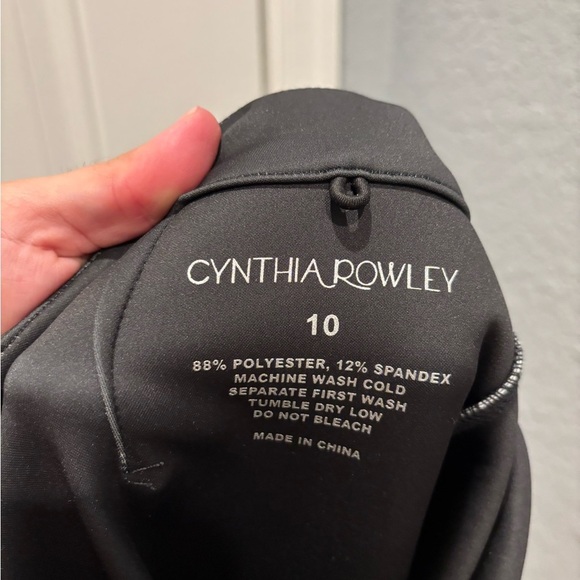 CYNTHIA ROWLEY
10
88% POLYESTER, 12% SPANDEX
MACHINE WASH COLD
SEPARATE FIRST WASH
TUMBLE DRY LOW
DO NOT BLEACH
MADE IN CHINA